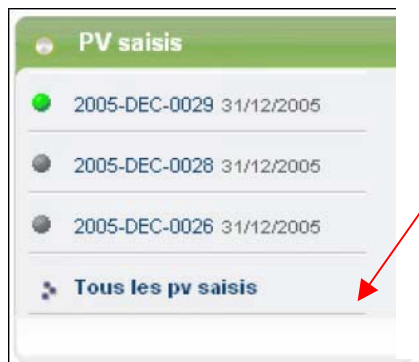 PV saisis
2005-DEC-0029 31/12/2005
2005-DEC-0028 31/12/2005
2005-DEC-0026 31/12/2005
Tous les pv saisis